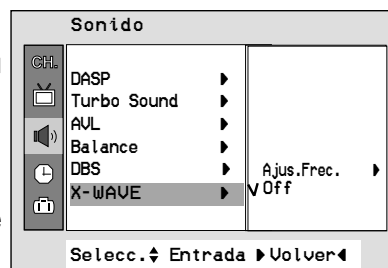 Sonido
CH.
DASP
Turbo Sound
AVL
Balance
DBS
X-WAVE
Ajus.Frec.
√ Off
Selecc. Entrada Volver